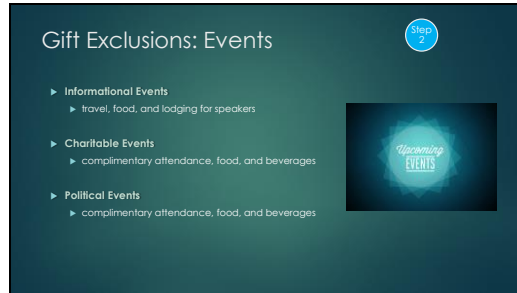 Gift Exclusions: Events
Step
2
▶ Informational Events
▶ travel, food, and lodging for speakers
▶ Charitable Events
▶ complimentary attendance, food, and beverages
▶ Political Events
▶ complimentary attendance, food, and beverages
Upcoming
EVENTS